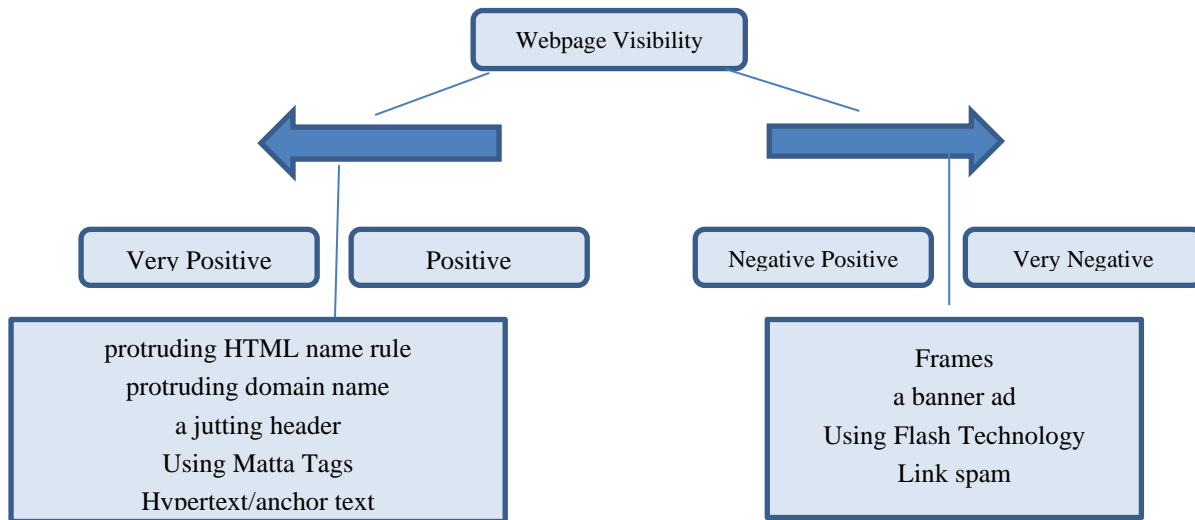 Webpage Visibility
Very Positive
Positive
Negative Positive
Very Negative
protruding HTML name rule
protruding domain name
a jutting header
Using Matta Tags
Hypertext/anchor text
Frames
a banner ad
Using Flash Technology
Link spam